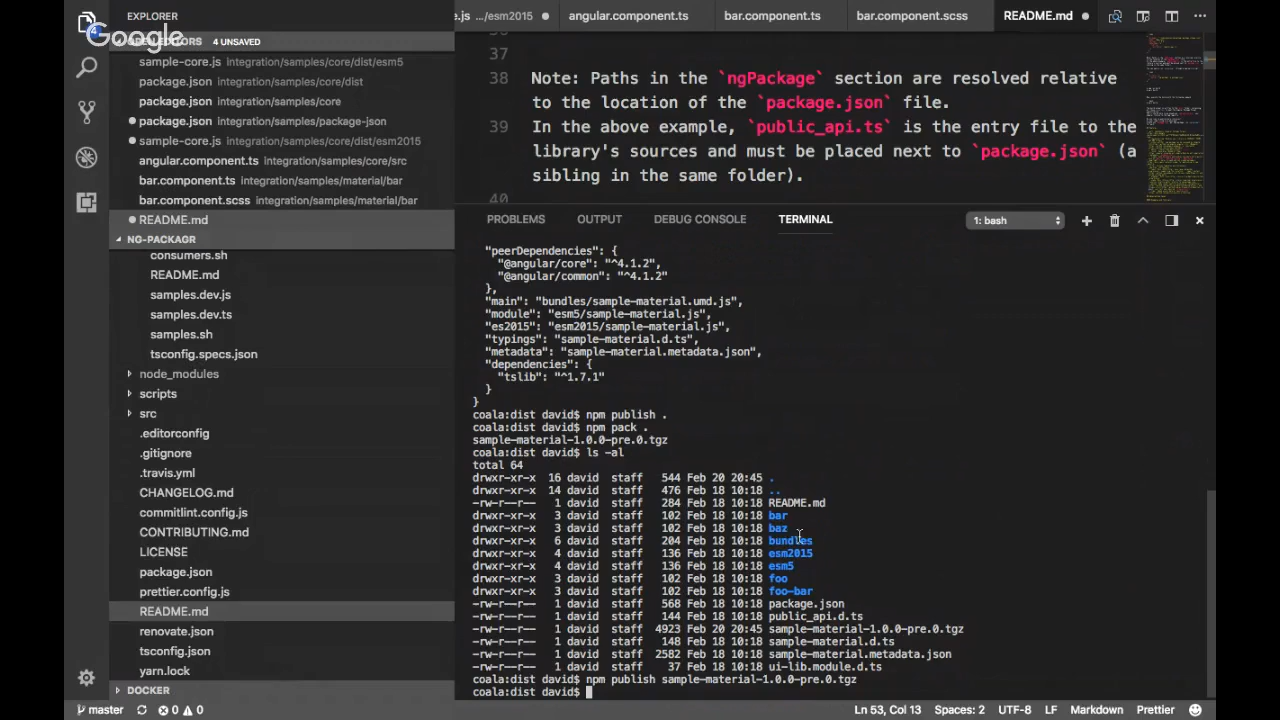 EXPLORER
Google
4
4 UNSAVED
sample-core.js integration/samples/core/dist/esm5
package.json integration/samples/core/dist
package.json integration/samples/core
package.json integration/samples/package-json
sample-core.js integration/samples/core/dist/esm2015
angular.component.ts integration/samples/core/src
bar.component.ts integration/samples/material/bar
bar.component.scss integration/samples/material/bar
README.md
NG-PACKAGR
consumers.sh
README.md
samples.dev.js
samples.dev.ts
samples.sh
tsconfig.specs.json
node_modules
scripts
src
.editorconfig
.gitignore
.travis.yml
CHANGELOG.md
commitlint.config.js
CONTRIBUTING.md
LICENSE
package.json
prettier.config.js
README.md
renovate.json
tsconfig.json
yarn.lock
DOCKER
e.js .../esm2015
angular.component.ts
bar.component.ts
bar.component.scss
README.md
37
38 Note: Paths in the `ngPackage` section are resolved relative
to the location of the `package.json` file.
39 In the above example, `public_api.ts` is the entry file to the
library's sources and must be placed next to `package.json` (a
sibling in the same folder).
40
PROBLEMS OUTPUT DEBUG CONSOLE TERMINAL 1: bash
"peerDependencies": {
"@angular/core": "^4.1.2",
"@angular/common": "^4.1.2"
},
"main": "bundles/sample-material.umd.js",
"module": "esm5/sample-material.js",
"es2015": "esm2015/sample-material.js",
"typings": "sample-material.d.ts",
"metadata": "sample-material.metadata.json",
"dependencies": {
"tslib": "^1.7.1"
}
}
coala:dist david$ npm publish .
coala:dist david$ npm pack .
sample-material-1.0.0-pre.0.tgz
coala:dist david$ ls -al
total 64
drwxr-xr-x 16 david staff 544 Feb 20 20:45 .
drwxr-xr-x 14 david staff 476 Feb 18 10:18 ..
-rw-r--r-- 1 david staff 284 Feb 18 10:18 README.md
drwxr-xr-x 3 david staff 102 Feb 18 10:18 bar
drwxr-xr-x 3 david staff 102 Feb 18 10:18 baz
drwxr-xr-x 6 david staff 204 Feb 18 10:18 bundles
drwxr-xr-x 4 david staff 136 Feb 18 10:18 esm2015
drwxr-xr-x 4 david staff 136 Feb 18 10:18 esm5
drwxr-xr-x 3 david staff 102 Feb 18 10:18 foo
drwxr-xr-x 3 david staff 102 Feb 18 10:18 foo-bar
-rw-r--r-- 1 david staff 568 Feb 18 10:18 package.json
-rw-r--r-- 1 david staff 144 Feb 18 10:18 public_api.d.ts
-rw-r--r-- 1 david staff 4923 Feb 20 20:45 sample-material-1.0.0-pre.0.tgz
-rw-r--r-- 1 david staff 148 Feb 18 10:18 sample-material.d.ts
-rw-r--r-- 1 david staff 2582 Feb 18 10:18 sample-material.metadata.json
-rw-r--r-- 1 david staff 37 Feb 18 10:18 ui-lib.module.d.ts
coala:dist david$ npm publish sample-material-1.0.0-pre.0.tgz
coala:dist david$
master 0 0 Ln 53, Col 13 Spaces: 2 UTF-8 LF Markdown Prettier